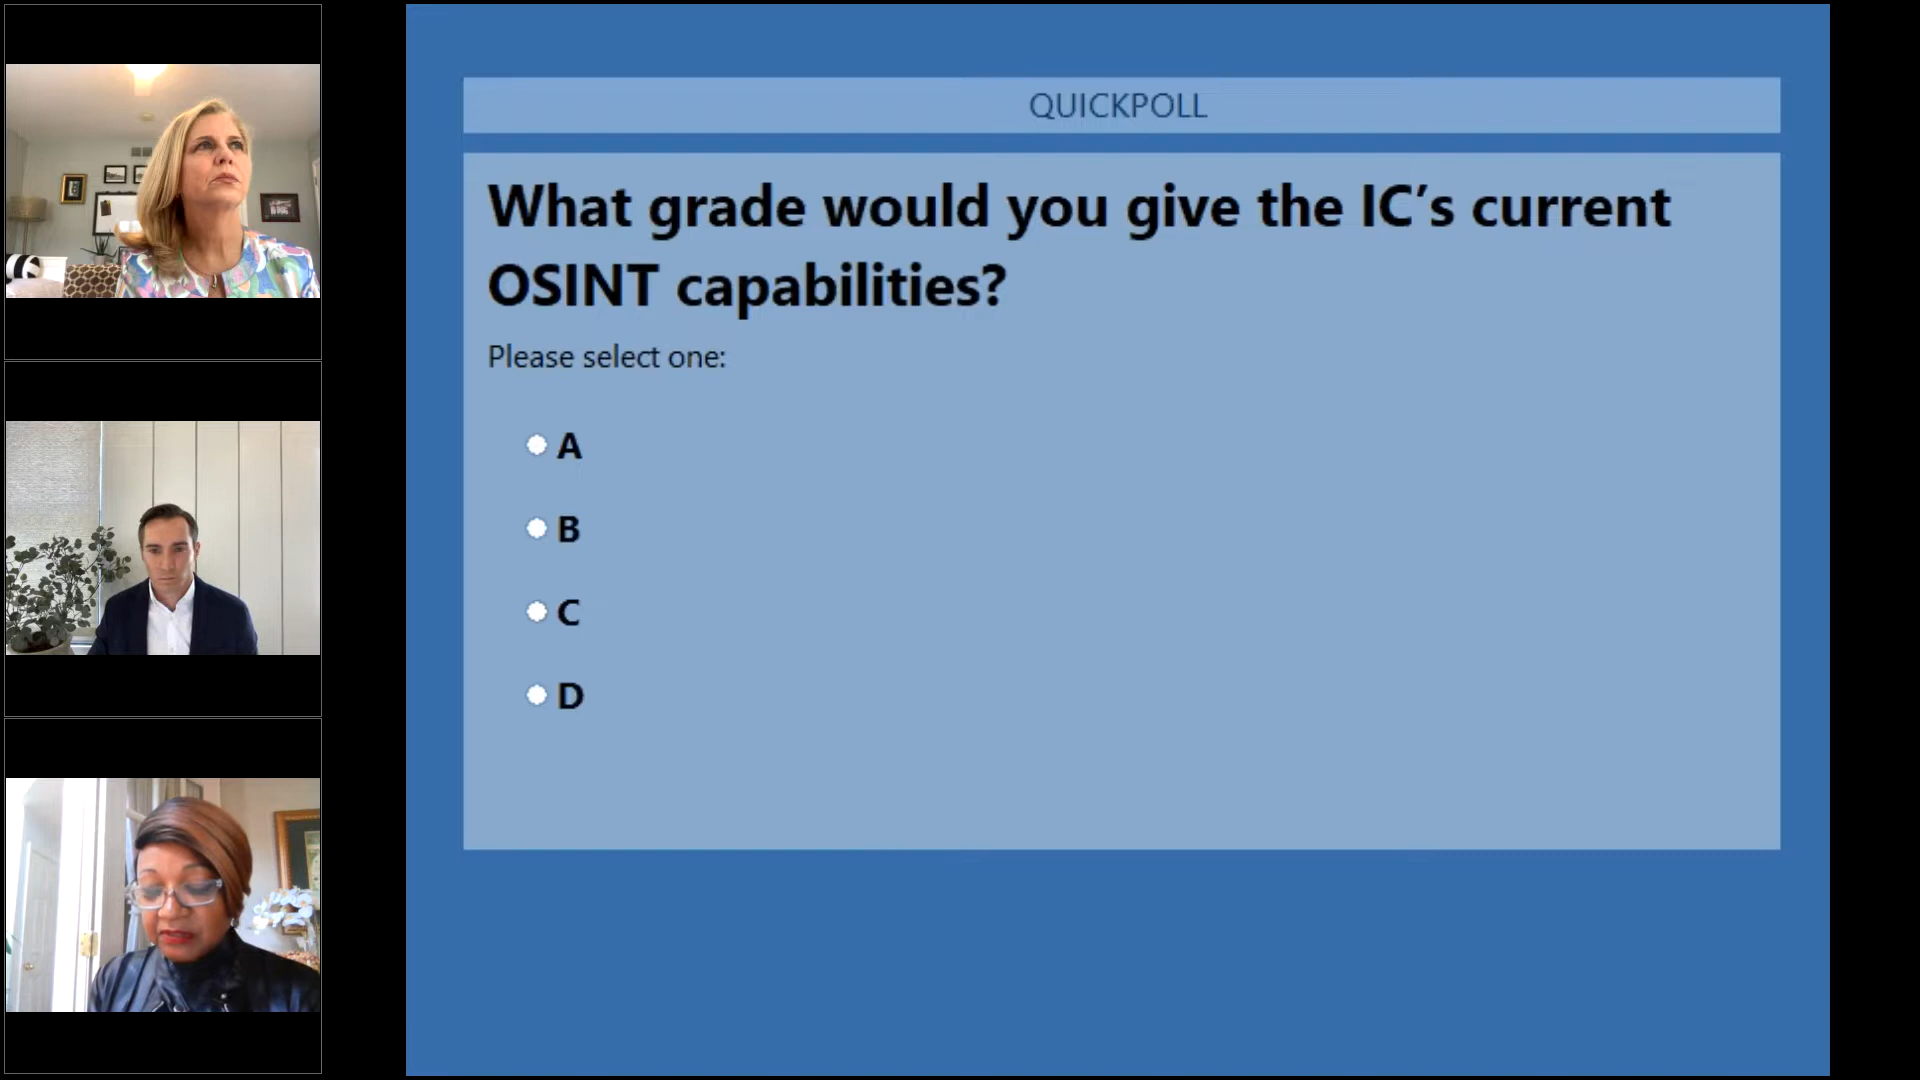 QUICKPOLL
What grade would you give the IC’s current
OSINT capabilities?
Please select one:
A
B
C
D